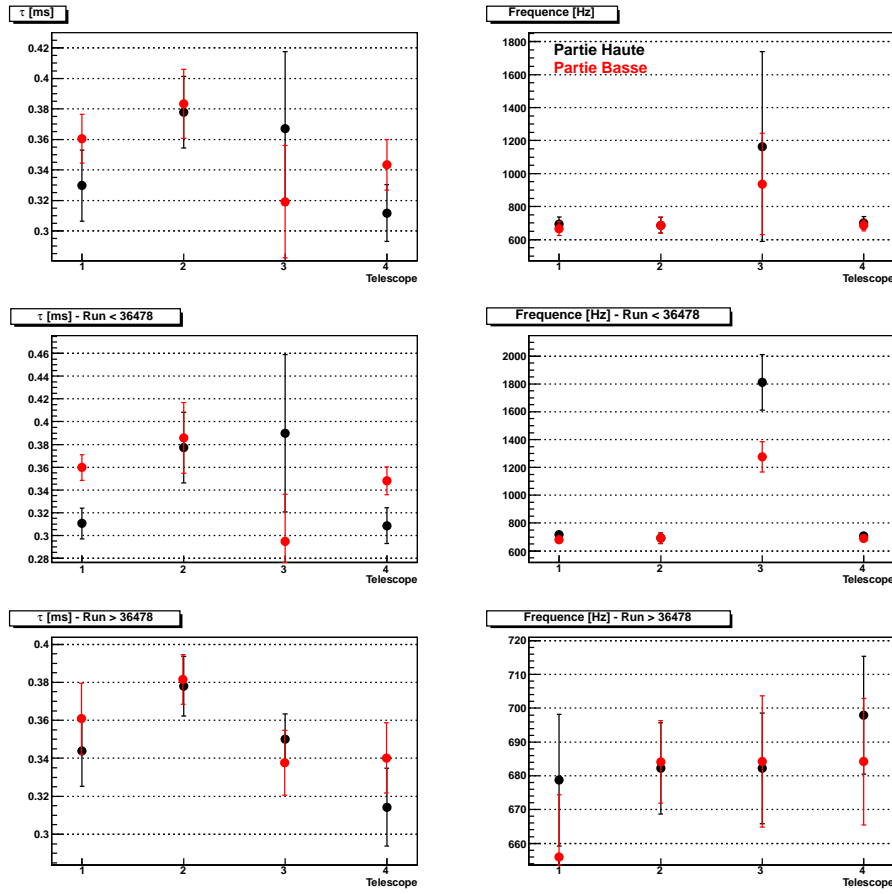 τ [ms]
0.42
0.4
0.38
0.36
0.34
0.32
0.3
1 2 3 4
Telescope
Frequence [Hz]
Partie Haute
Partie Basse
1800
1600
1400
1200
1000
800
600
1 2 3 4
Telescope
τ [ms] - Run < 36478
0.46
0.44
0.42
0.4
0.38
0.36
0.34
0.32
0.3
0.28
1 2 3 4
Telescope
Frequence [Hz] - Run < 36478
2000
1800
1600
1400
1200
1000
800
600
1 2 3 4
Telescope
τ [ms] - Run > 36478
0.4
0.38
0.36
0.34
0.32
0.3
1 2 3 4
Telescope
Frequence [Hz] - Run > 36478
720
710
700
690
680
670
660
1 2 3 4
Telescope